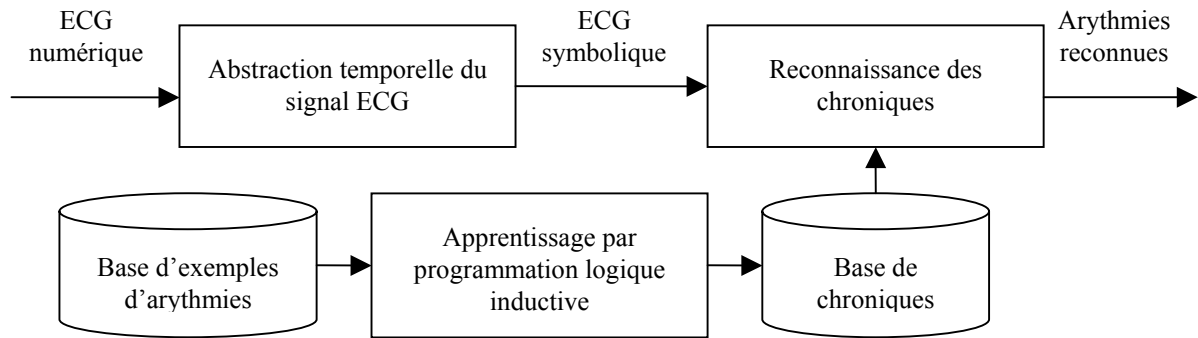 ECG
numérique
Abstraction temporelle du
signal ECG
ECG
symbolique
Reconnaissance des
chroniques
Arythmies
reconnues
Base d’exemples
d’arythmies
Apprentissage par
programmation logique
inductive
Base de
chroniques